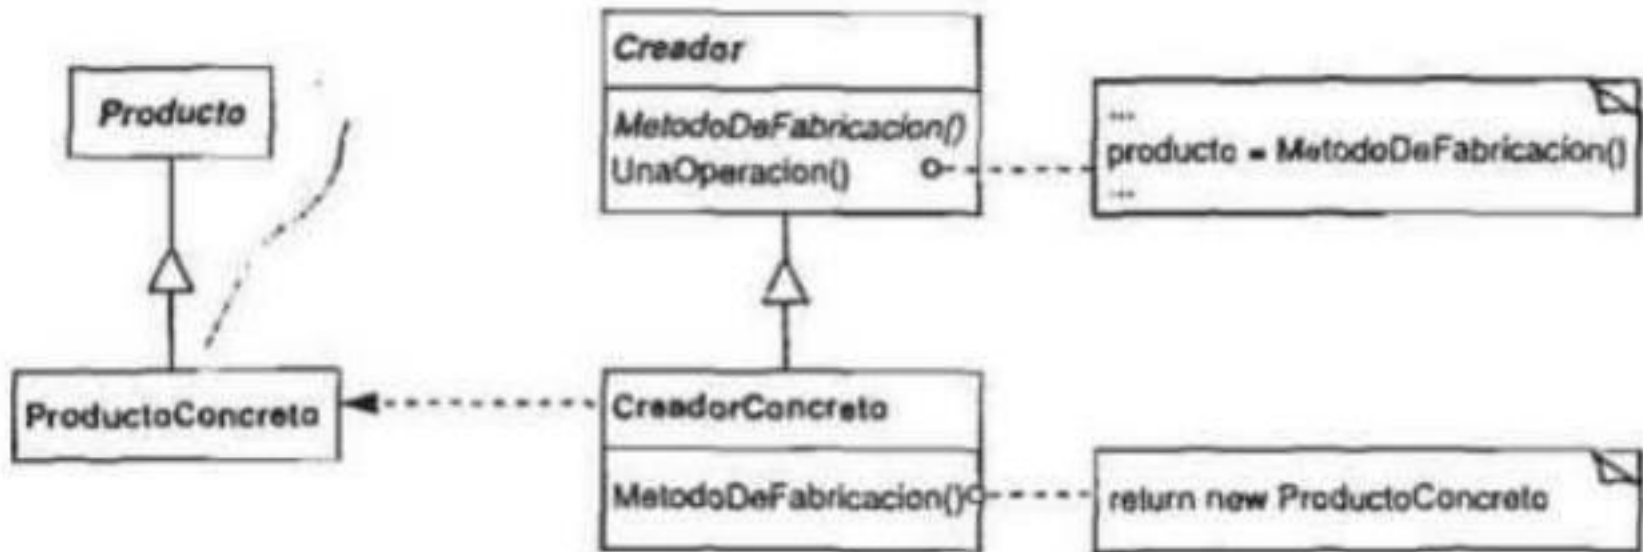 Producto
Creador
MetodoDeFabricacion()
UnaOperacion()
...
producto = MetodoDeFabricacion()
...
ProductoConcreto
CreadorConcreto
MetodoDeFabricacion()
return new ProductoConcreto